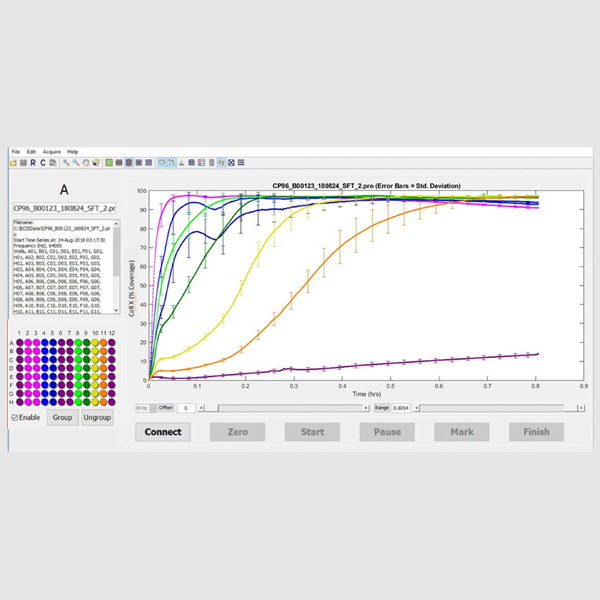 File Edit Acquire Help
R C
A
CP96_B00123_180824_SFT_2.pr
Filename:
C:\ECISData\CP96_B00123_180824_SFT_2.pr
o
Start Time-Series at: 24-Aug-2018 03:17:30
Frequency (Hz), 64000
Wells, A01, B01, C01, D01, E01, F01, G01,
H01, A02, B02, C02, D02, E02, F02, G02,
H02, A03, B03, C03, D03, E03, F03, G03,
H03, A04, B04, C04, D04, E04, F04, G04,
H04, A05, B05, C05, D05, E05, F05, G05,
H05, A06, B06, C06, D06, E06, F06, G06,
H06, A07, B07, C07, D07, E07, F07, G07,
H07, A08, B08, C08, D08, E08, F08, G08,
H08, A09, B09, C09, D09, E09, F09, G09,
H09, A10, B10, C10, D10, E10, F10, G10,
H10, A11, B11, C11, D11, E11, F11, G11,
1 2 3 4 5 6 7 8 9 10 11 12
A
B
C
D
E
F
G
H
Enable Group Ungroup
CP96_B00123_180824_SFT_2.pro (Error Bars = Std. Deviation)
Cell X (% Coverage)
100
90
80
70
60
50
40
30
20
10
0
0 0.1 0.2 0.3 0.4 0.5 0.6 0.7 0.8 0.9
Time (hrs)
Offset 0 Range: 0.8054
Connect Zero Start Pause Mark Finish